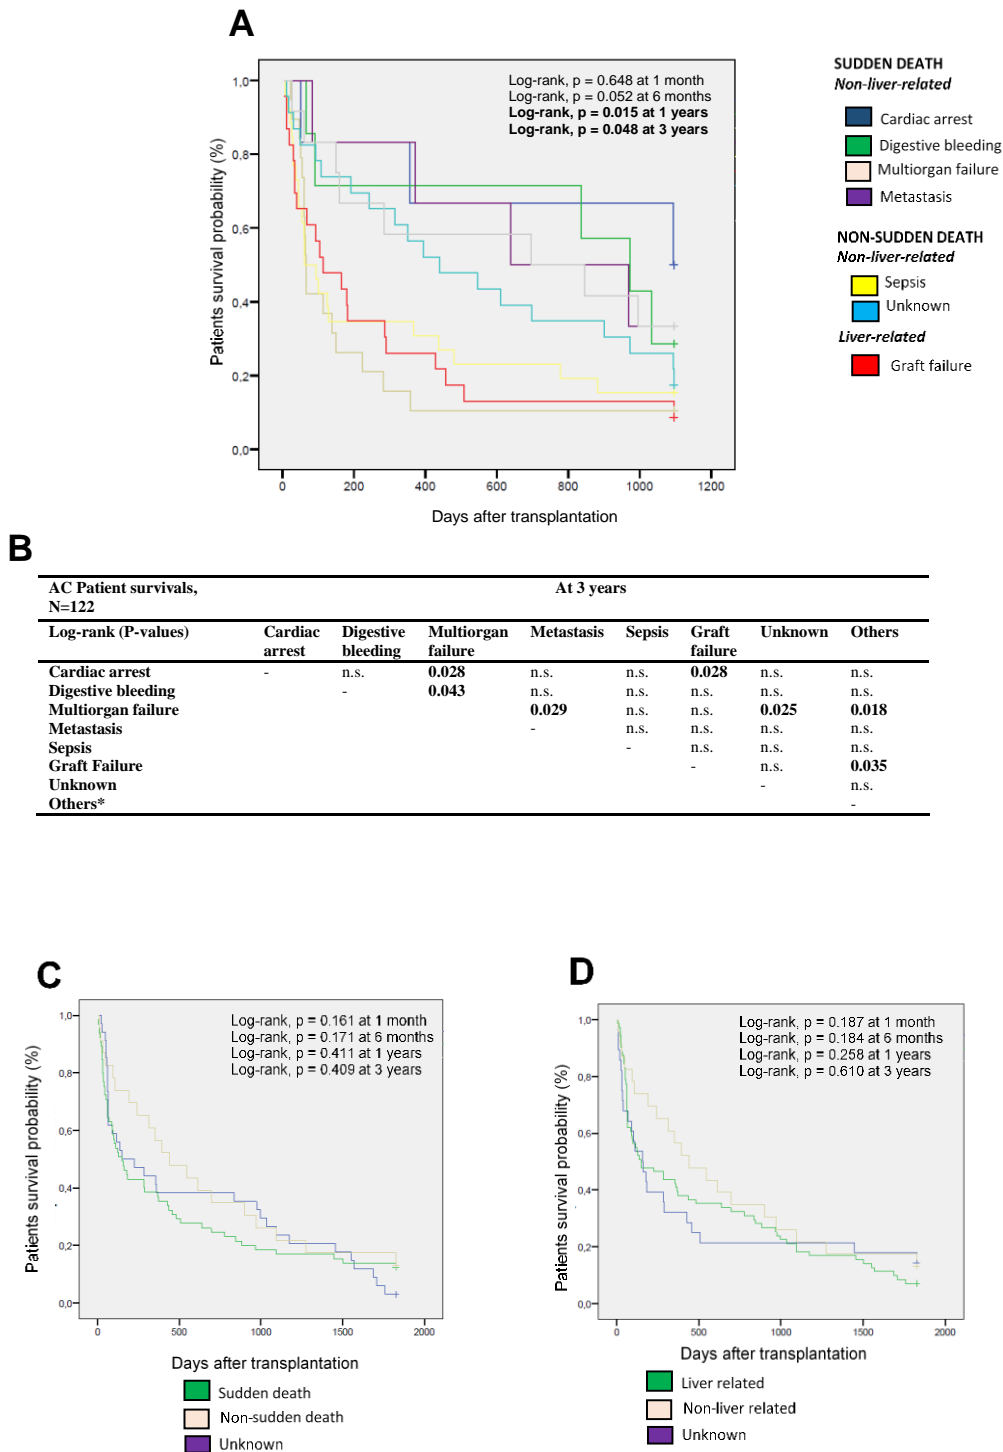 A
Log-rank, p = 0.648 at 1 month
Log-rank, p = 0.052 at 6 months
Log-rank, p = 0.015 at 1 years
Log-rank, p = 0.048 at 3 years
Patients survival probability (%)
1,0
0,8
0,6
0,4
0,2
0,0
0 200 400 600 800 1000 1200
Days after transplantation
SUDDEN DEATH
Non-liver-related
Cardiac arrest
Digestive bleeding
Multiorgan failure
Metastasis
NON-SUDDEN DEATH
Non-liver-related
Sepsis
Unknown
Liver-related
Graft failure
B
AC Patient survivals, N=122 At 3 years
Log-rank (P-values) Cardiac arrest Digestive bleeding Multiorgan failure Metastasis Sepsis Graft failure Unknown Others
Cardiac arrest - n.s. 0.028 n.s. n.s. 0.028 n.s. n.s.
Digestive bleeding - 0.043 n.s. n.s. n.s. n.s. n.s.
Multiorgan failure 0.029 n.s. n.s. 0.025 0.018
Metastasis - n.s. n.s. n.s. n.s.
Sepsis - n.s. n.s. n.s.
Graft Failure - n.s. 0.035
Unknown - n.s.
Others* -
C
Log-rank, p = 0.161 at 1 month
Log-rank, p = 0.171 at 6 months
Log-rank, p = 0.411 at 1 years
Log-rank, p = 0.409 at 3 years
Patients survival probability (%)
1,0
0,8
0,6
0,4
0,2
0,0
0 500 1000 1500 2000
Days after transplantation
Sudden death
Non-sudden death
Unknown
D
Log-rank, p = 0.187 at 1 month
Log-rank, p = 0.184 at 6 months
Log-rank, p = 0.258 at 1 years
Log-rank, p = 0.610 at 3 years
Patients survival probability (%)
1,0
0,8
0,6
0,4
0,2
0,0
0 500 1000 1500 2000
Days after transplantation
Liver related
Non-liver related
Unknown